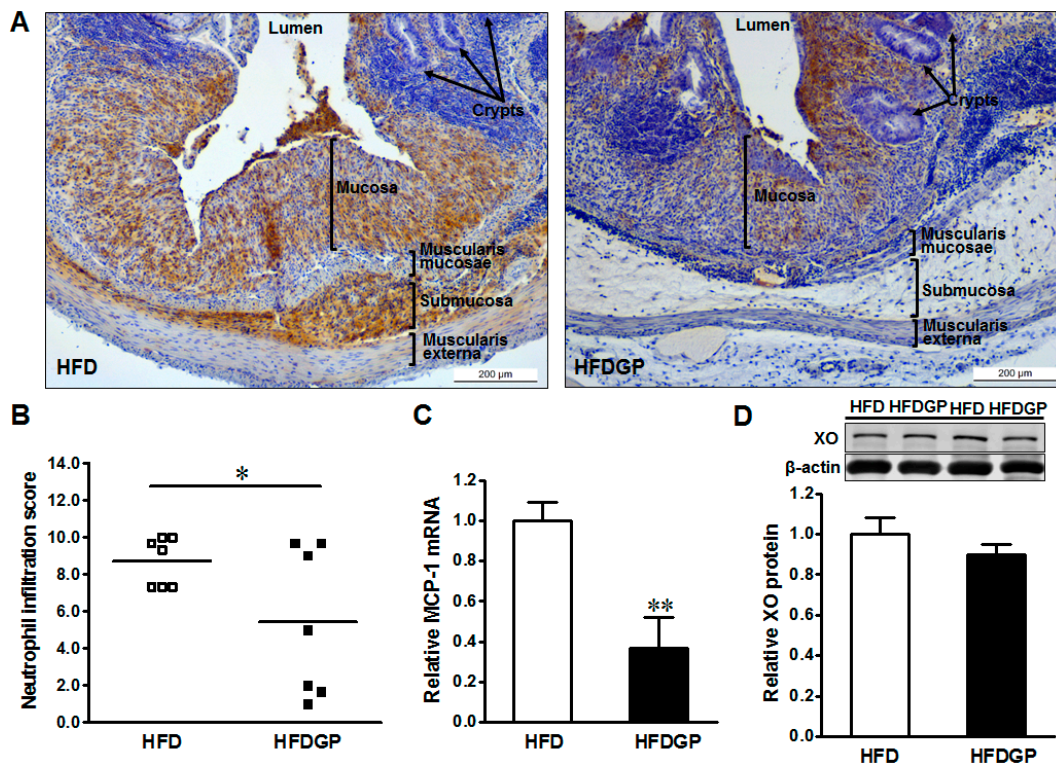 A
Lumen
Crypts
Mucosa
Muscularis
mucosae
Submucosa
Muscularis
externa
HFD
200 µm
Lumen
Crypts
Mucosa
Muscularis
mucosae
Submucosa
Muscularis
externa
HFDGP
200 µm
B
Neutrophil infiltration score
14.0
12.0
10.0
8.0
6.0
4.0
2.0
0.0
*
HFD
HFDGP
C
Relative MCP-1 mRNA
1.2
1.0
0.8
0.6
0.4
0.2
0.0
**
HFD
HFDGP
D
HFD HFDGP HFD HFDGP
XO
β-actin
Relative XO protein
1.2
1.0
0.8
0.6
0.4
0.2
0.0
HFD
HFDGP